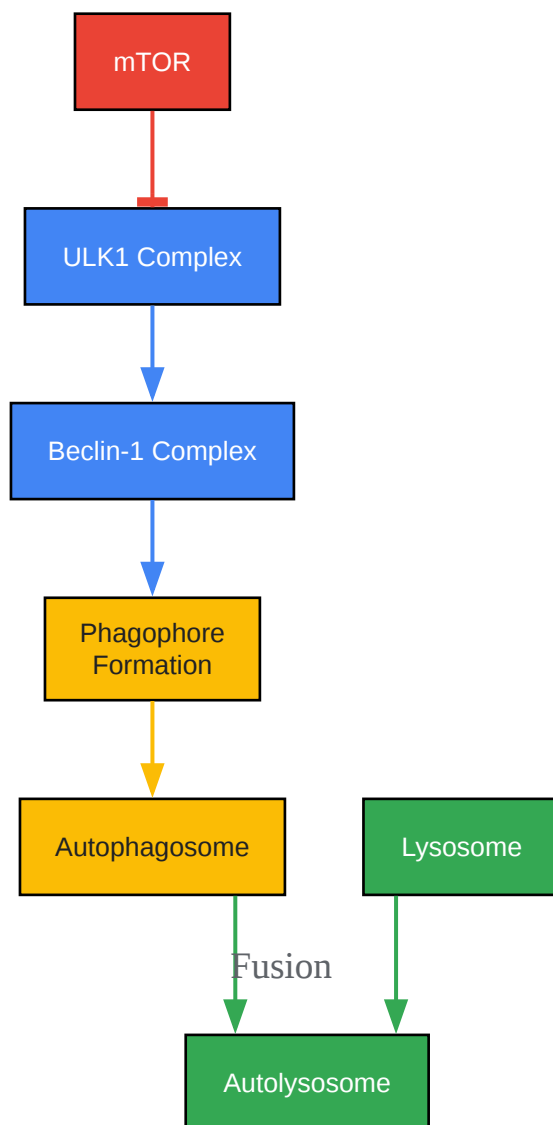 mTOR
ULK1 Complex
Beclin-1 Complex
Phagophore
Formation
Autophagosome
Lysosome
Fusion
Autolysosome